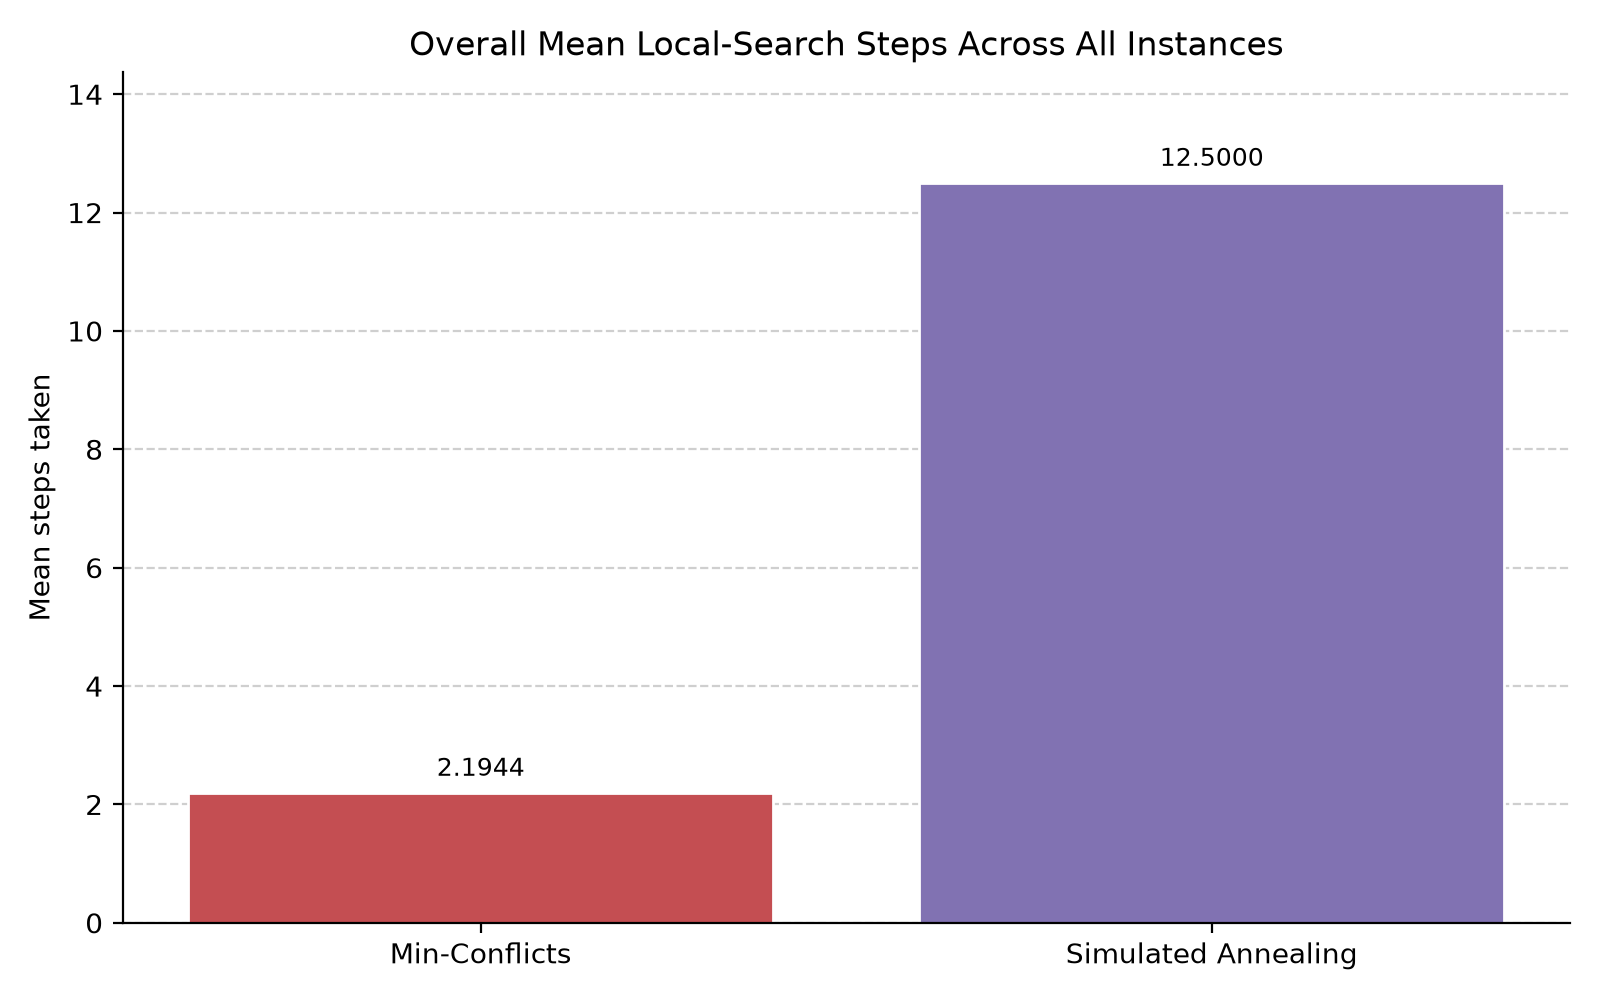 Overall Mean Local-Search Steps Across All Instances
Mean steps taken
14
12
10
8
6
4
2
0
2.1944
12.5000
Min-Conflicts
Simulated Annealing